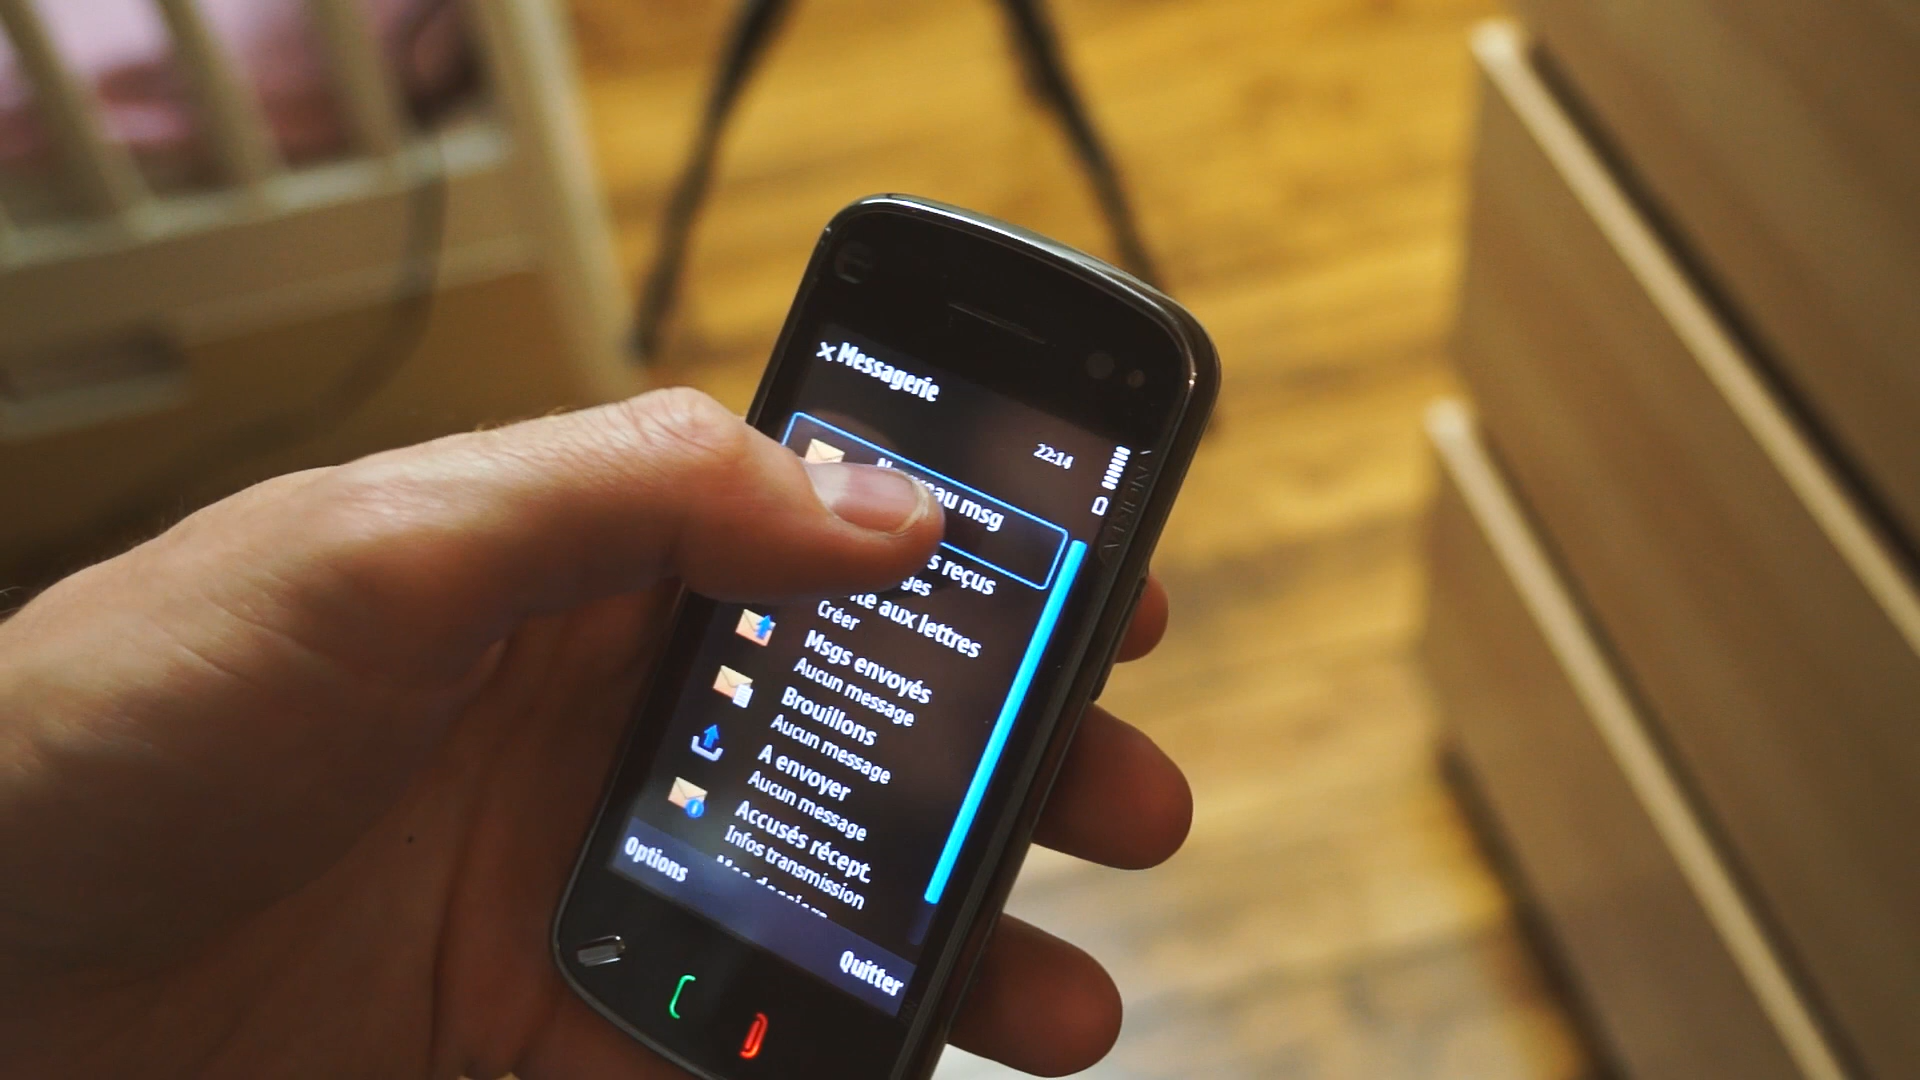 Messagerie
22:14
msg
reçus
aux lettres
Créer
Msgs envoyés
Aucun message
Brouillons
Aucun message
A envoyer
Aucun message
Accusés récept.
Infos transmission
Options
Quitter
NOKIA